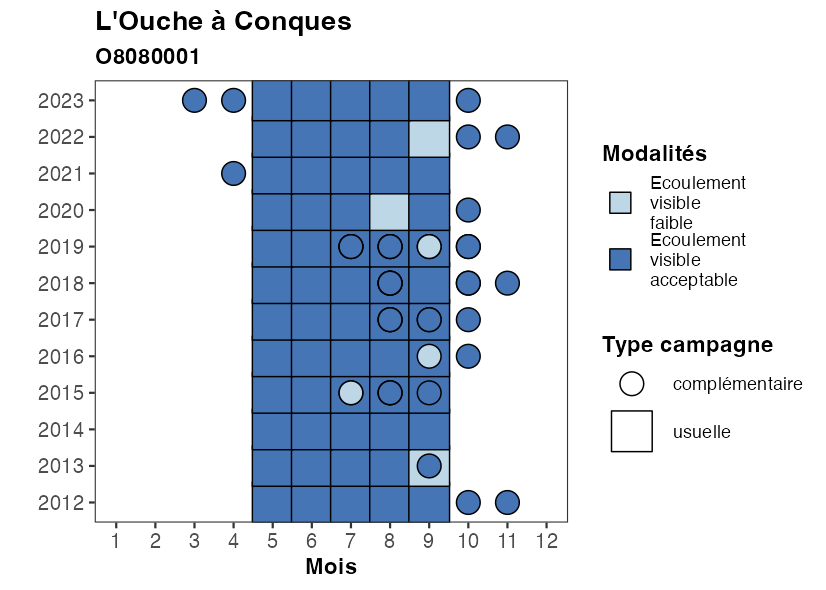 L'Ouche à Conques
O8080001
2023
2022
2021
2020
2019
2018
2017
2016
2015
2014
2013
2012
1 2 3 4 5 6 7 8 9 10 11 12
Mois
Modalités
Ecoulement
visible
faible
Ecoulement
visible
acceptable
Type campagne
complémentaire
usuelle